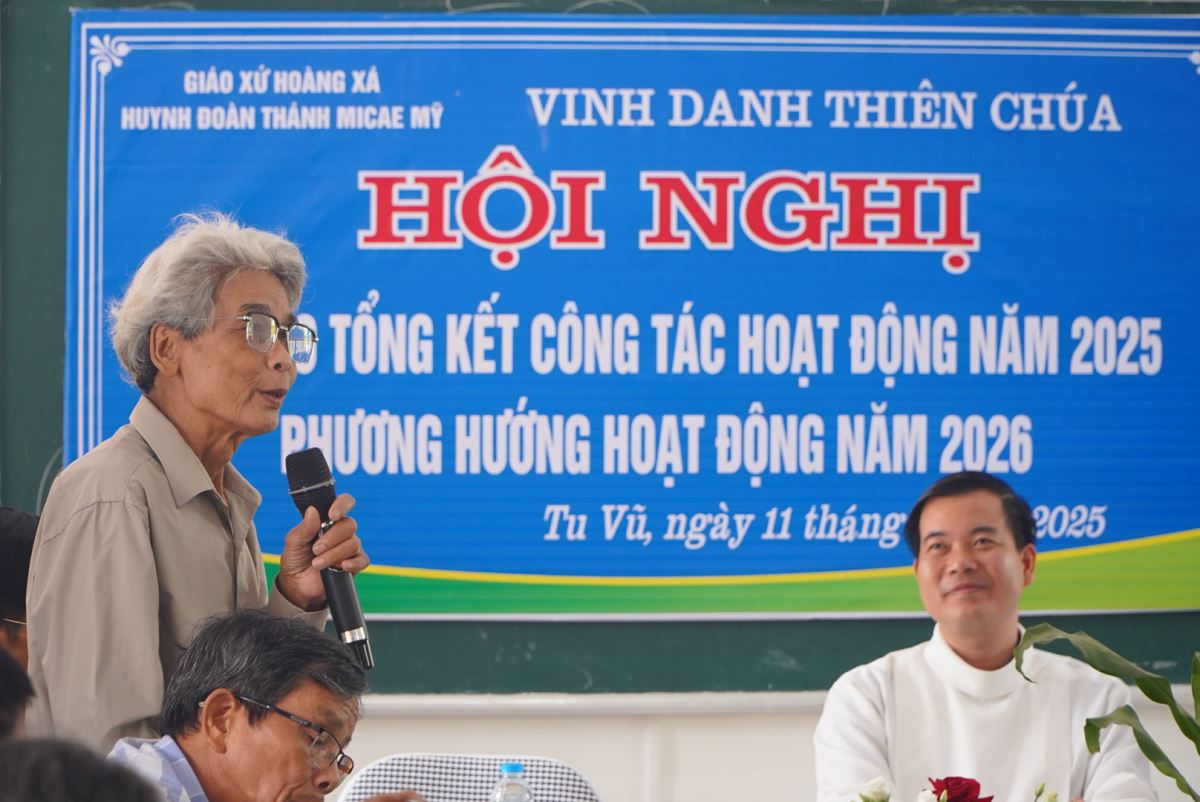 GIÁO XỨ HOÀNG XÁ
HUYNH ĐOÀN THÁNH MICAE MỸ
VINH DANH THIÊN CHÚA
HỘI NGHỊ
TỔNG KẾT CÔNG TÁC HOẠT ĐỘNG NĂM 2025
PHƯƠNG HƯỚNG HOẠT ĐỘNG NĂM 2026
Tu Vũ, ngày 11 tháng 2025